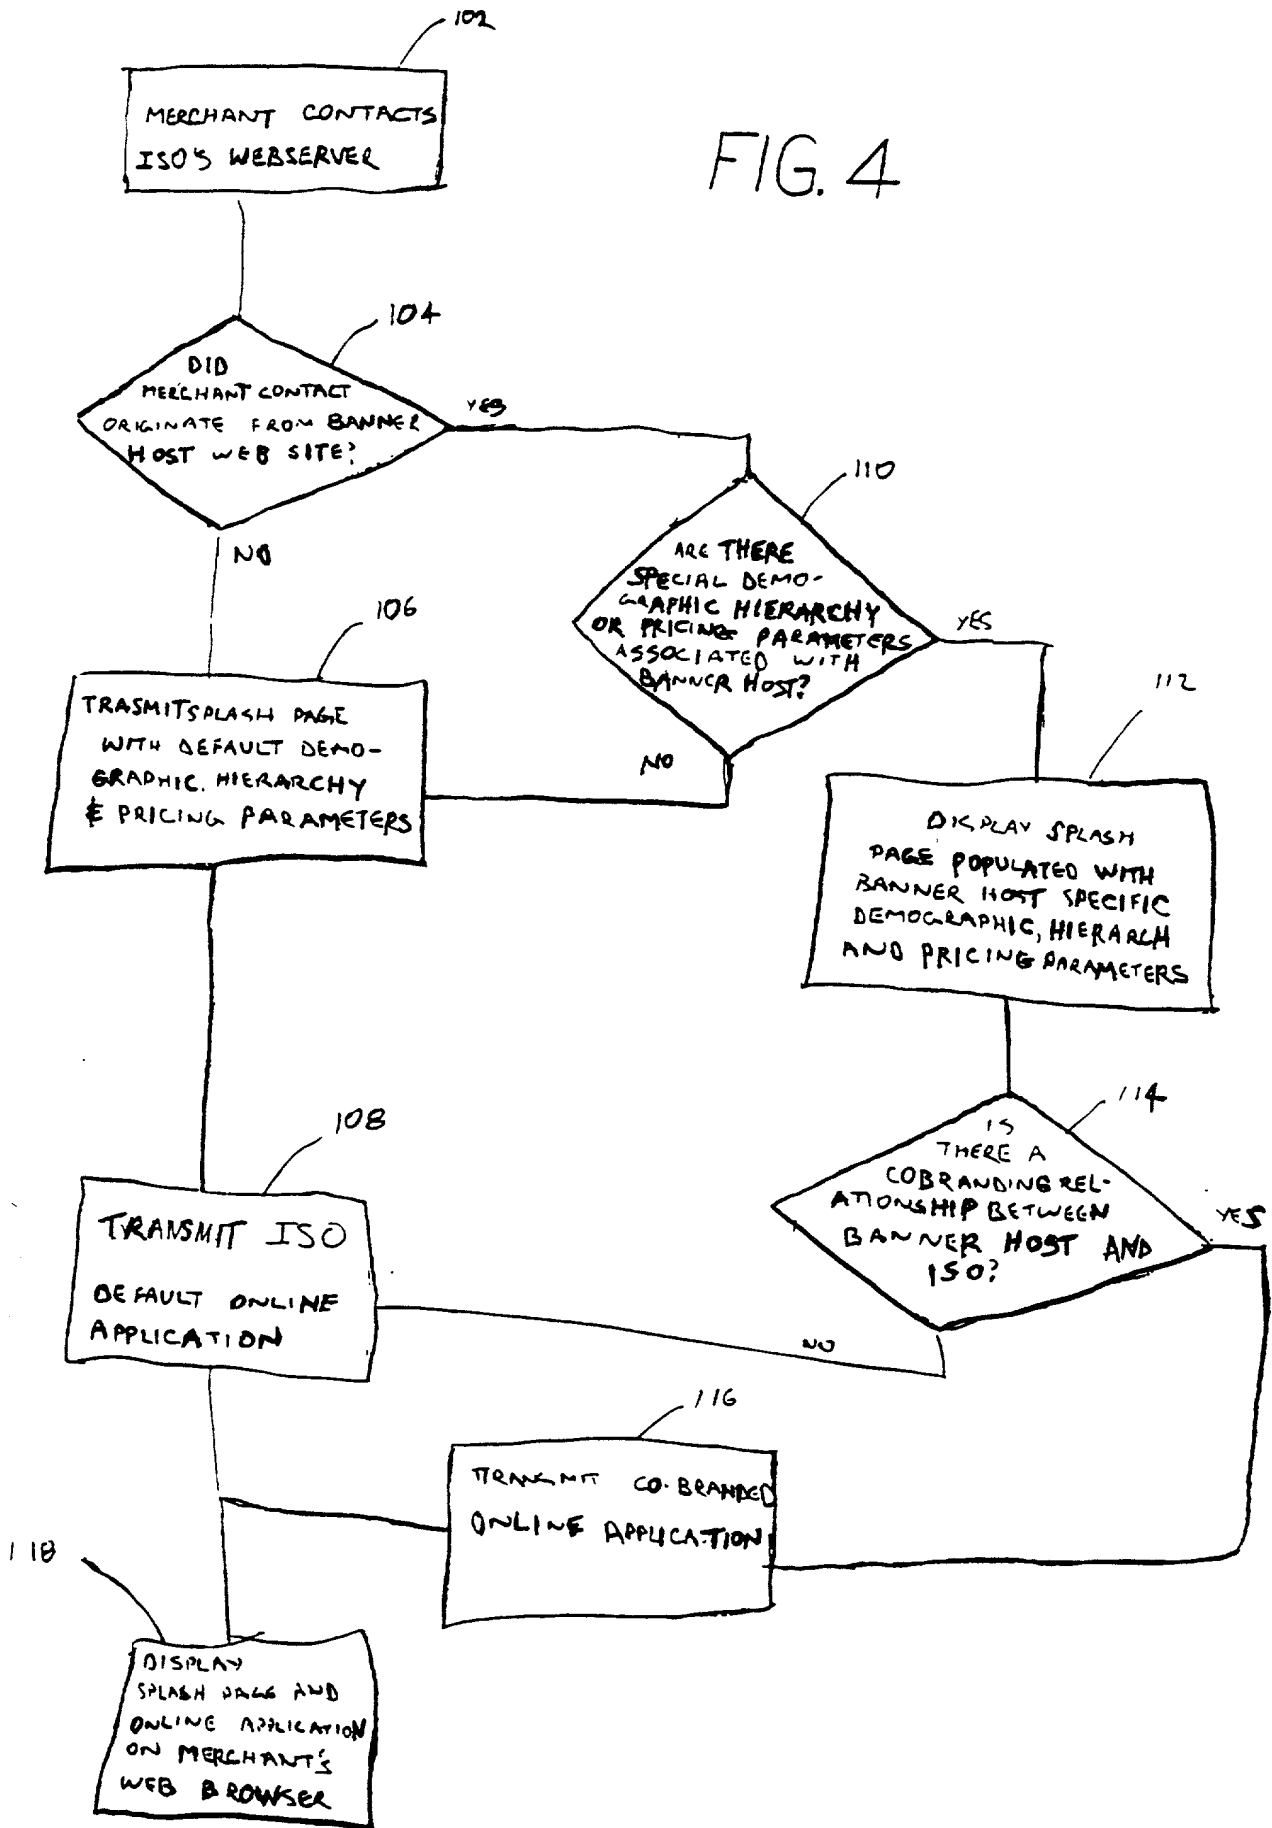 102
MERCHANT CONTACTS
ISO'S WEBSERVER
FIG. 4
104
DID
MERCHANT CONTACT
ORIGINATE FROM BANNER
HOST WEB SITE?
YES
NO
110
ARE THERE
SPECIAL DEMO-
GRAPHIC HIERARCHY
OR PRICING PARAMETERS
ASSOCIATED WITH
BANNER HOST?
YES
NO
106
TRASMIT SPLASH PAGE
WITH DEFAULT DEMO-
GRAPHIC, HIERARCHY
& PRICING PARAMETERS
112
DISPLAY SPLASH
PAGE POPULATED WITH
BANNER HOST SPECIFIC
DEMOGRAPHIC, HIERARCH
AND PRICING PARAMETERS
114
IS
THERE A
COBRANDING REL-
ATIONSHIP BETWEEN
BANNER HOST AND
ISO?
YES
NO
108
TRANSMIT ISO
DEFAULT ONLINE
APPLICATION
116
TRANSMIT CO-BRANDED
ONLINE APPLICATION
118
DISPLAY
SPLASH PAGE AND
ONLINE APPLICATION
ON MERCHANT'S
WEB BROWSER